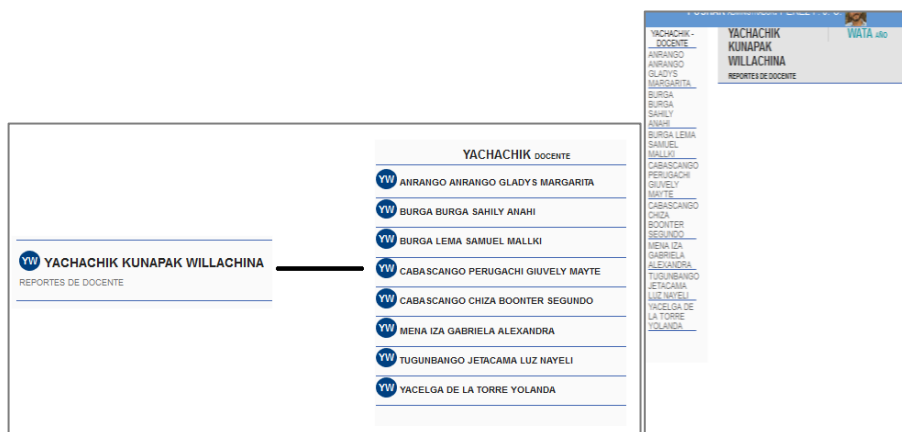 YW YACHACHIK KUNAPAK WILLACHINA
REPORTES DE DOCENTE
YACHACHIK DOCENTE
YW ANRANGO ANRANGO GLADYS MARGARITA
YW BURGA BURGA SAHILY ANAHI
YW BURGA LEMA SAMUEL MALLKI
YW CABASCANGO PERUGACHI GIUVELY MAYTE
YW CABASCANGO CHIZA BOONTER SEGUNDO
YW MENA IZA GABRIELA ALEXANDRA
YW TUGUNBANGO JETACAMA LUZ NAYELI
YW YACELGA DE LA TORRE YOLANDA
YACHACHIK -
DOCENTE
ANRANGO
ANRANGO
GLADYS
MARGARITA
BURGA
BURGA
SAHILY
ANAHI
BURGA LEMA
SAMUEL
MALLKI
CABASCANGO
PERUGACHI
GIUVELY
MAYTE
CABASCANGO
CHIZA
BOONTER
SEGUNDO
MENA IZA
GABRIELA
ALEXANDRA
TUGUNBANGO
JETACAMA
LUZ NAYELI
YACELGA DE
LA TORRE
YOLANDA
YACHACHIK
KUNAPAK
WILLACHINA
REPORTES DE DOCENTE
WATA AÑO